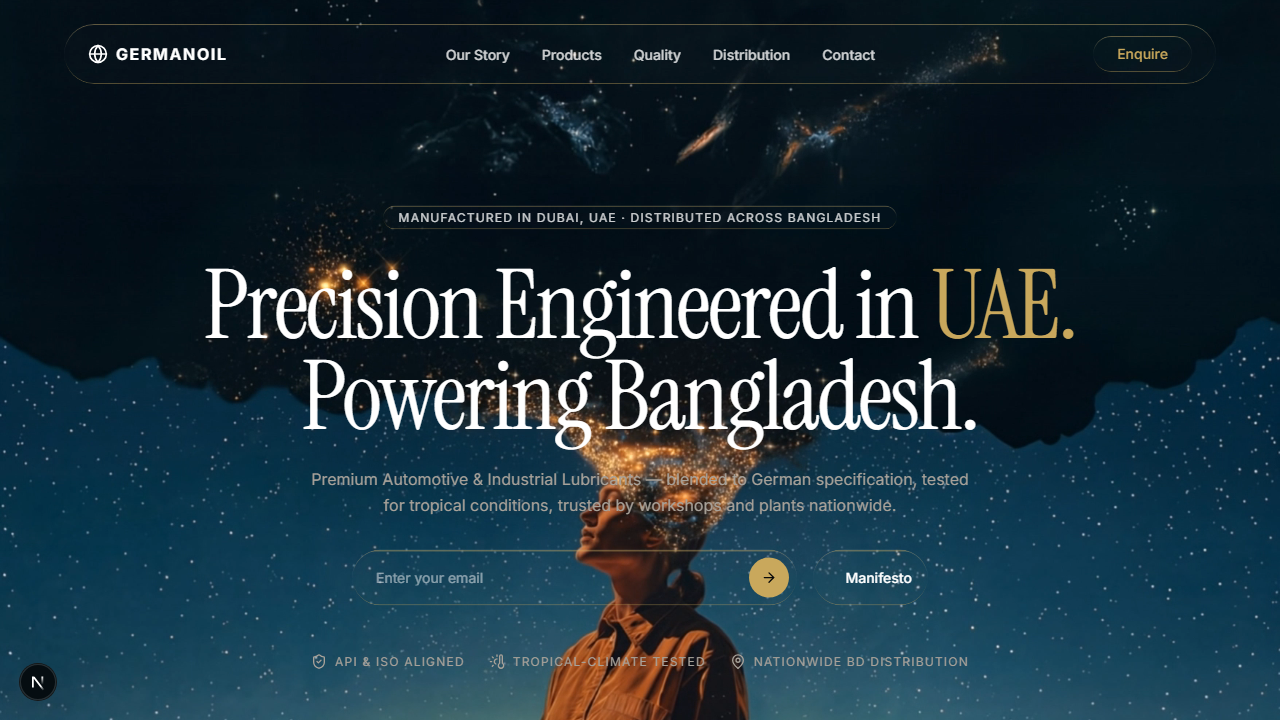 GERMANOIL
Our Story
Products
Quality
Distribution
Contact
Enquire
MANUFACTURED IN DUBAI, UAE · DISTRIBUTED ACROSS BANGLADESH
Precision Engineered in UAE.
Powering Bangladesh.
Premium Automotive & Industrial Lubricants — blended to German specification, tested
for tropical conditions, trusted by workshops and plants nationwide.
Enter your email
Manifesto
API & ISO ALIGNED
TROPICAL-CLIMATE TESTED
NATIONWIDE BD DISTRIBUTION
N